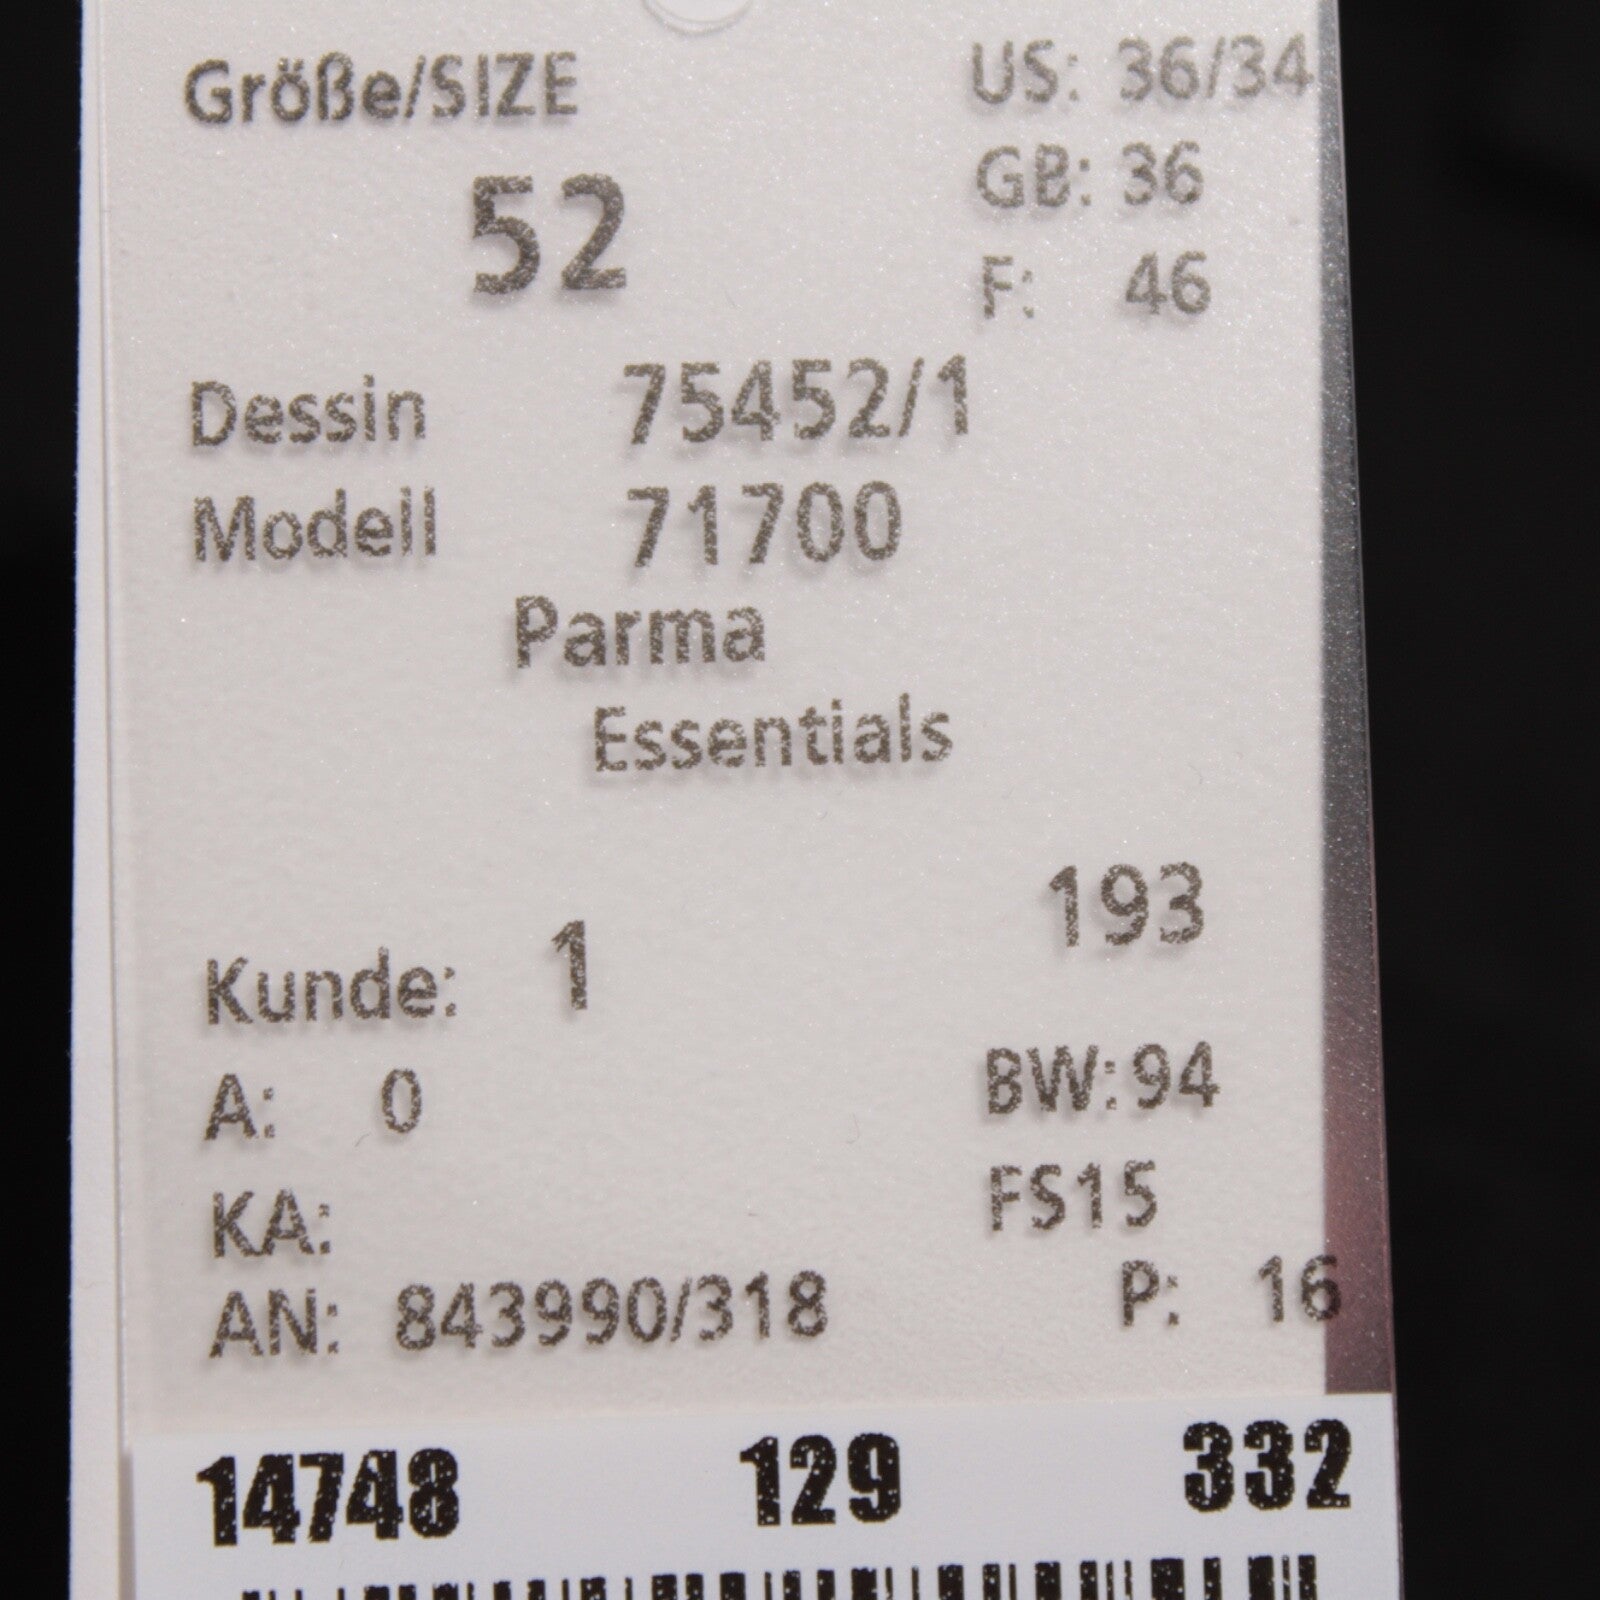 Größe/SIZE US: 36/34
52 GB: 36
F: 46
Dessin 75452/1
Modell 71700
Parma
Essentials
193
Kunde: 1
A: 0 BW: 94
KA: FS15
AN: 843990/318 P: 16
14748 129 332